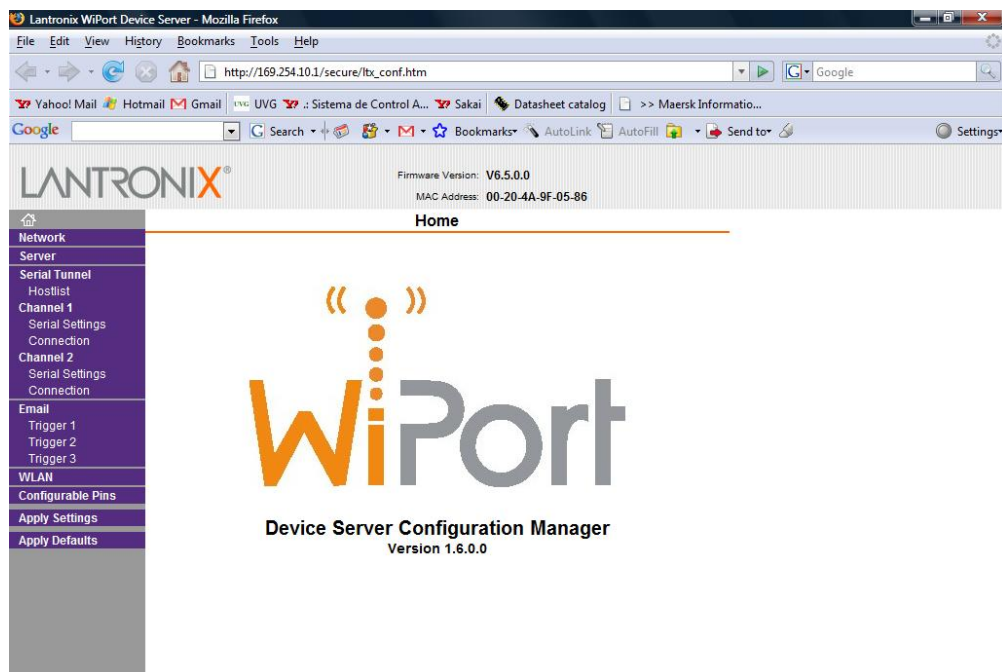 Lantronix WiPort Device Server - Mozilla Firefox
File Edit View History Bookmarks Tools Help
http://169.254.10.1/secure/ltx_conf.htm
G Google
Yahoo! Mail Hotmail Gmail UVG UVG .: Sistema de Control A... Sakai Datasheet catalog >> Maersk Informatio...
Google G Search Bookmarks AutoLink AutoFill Send to Settings
LANTRONIX®
Firmware Version: V6.5.0.0
MAC Address: 00-20-4A-9F-05-86
Home
Network
Server
Serial Tunnel
Hostlist
Channel 1
Serial Settings
Connection
Channel 2
Serial Settings
Connection
Email
Trigger 1
Trigger 2
Trigger 3
WLAN
Configurable Pins
Apply Settings
Apply Defaults
WiPort
Device Server Configuration Manager
Version 1.6.0.0